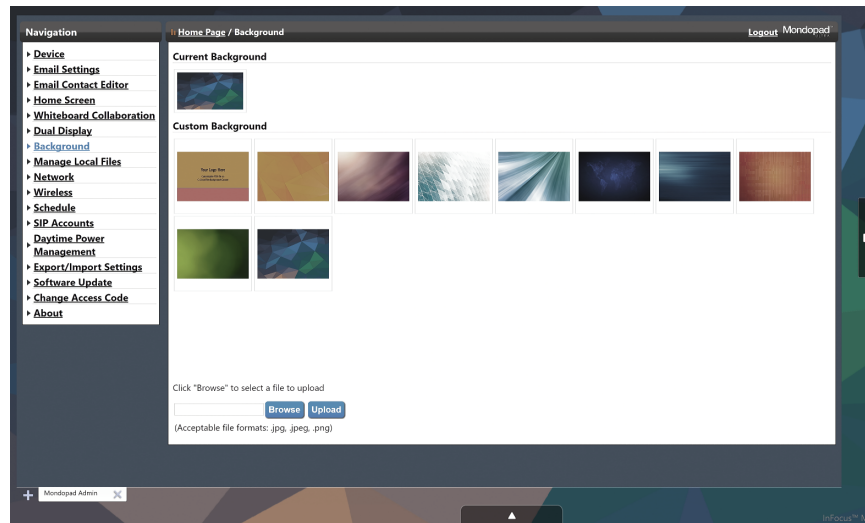 Navigation
Home Page / Background
Logout
Mondopad
Device
Email Settings
Email Contact Editor
Home Screen
Whiteboard Collaboration
Dual Display
Background
Manage Local Files
Network
Wireless
Schedule
SIP Accounts
Daytime Power
Management
Export/Import Settings
Software Update
Change Access Code
About
Current Background
Custom Background
Your Logo Here
Click "Browse" to select a file to upload
Browse
Upload
(Acceptable file formats: .jpg, .jpeg, .png)
Mondopad Admin
InFocus™